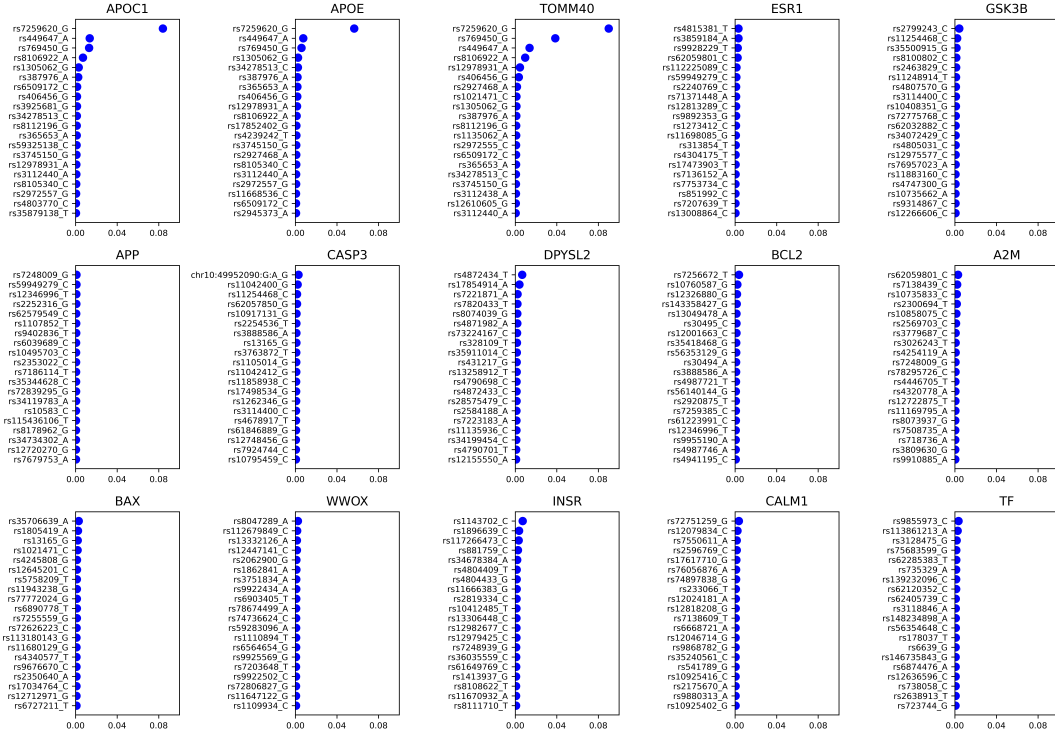 APOC1
rs7259620_G
rs449647_A
rs769450_G
rs8106922_A
rs1305062_G
rs387976_A
rs6509172_C
rs406456_G
rs3925681_G
rs34278513_C
rs8112196_G
rs365653_A
rs59325138_C
rs3745150_G
rs12978931_A
rs3112440_A
rs8105340_C
rs2972557_G
rs4803770_C
rs35879138_T
0.00 0.04 0.08
APOE
rs7259620_G
rs449647_A
rs769450_G
rs1305062_G
rs34278513_C
rs387976_A
rs365653_A
rs406456_G
rs12978931_A
rs8106922_A
rs17852402_G
rs4239242_T
rs3745150_G
rs2927468_A
rs8105340_C
rs3112440_A
rs2972557_G
rs11668536_C
rs6509172_C
rs2945373_A
0.00 0.04 0.08
TOMM40
rs7259620_G
rs769450_G
rs449647_A
rs8106922_A
rs12978931_A
rs406456_G
rs2927468_A
rs1021471_C
rs1305062_G
rs387976_A
rs8112196_G
rs1135062_A
rs2972555_C
rs6509172_C
rs365653_A
rs34278513_C
rs3745150_G
rs3112438_A
rs12610605_G
rs3112440_A
0.00 0.04 0.08
ESR1
rs4815381_T
rs3859184_A
rs9928229_T
rs62059801_C
rs112225089_C
rs59949279_C
rs2240769_C
rs71371448_A
rs12813289_C
rs9892353_G
rs1273412_C
rs11698085_G
rs313854_T
rs4304175_T
rs17473903_T
rs7136152_A
rs7753734_C
rs851992_C
rs7207639_T
rs13008864_C
0.00 0.04 0.08
GSK3B
rs2799243_C
rs11254468_C
rs35500915_G
rs8100802_C
rs2463829_C
rs11248914_T
rs4807570_G
rs3114400_C
rs10408351_G
rs72775768_C
rs62032882_C
rs34072429_C
rs4805031_C
rs12975577_C
rs76957023_A
rs11883160_C
rs4747300_G
rs10735662_A
rs9314867_C
rs12266606_C
0.00 0.04 0.08
APP
rs7248009_G
rs59949279_C
rs12346996_T
rs2252316_G
rs62579549_C
rs1107852_T
rs9402836_T
rs6039689_C
rs10495703_C
rs2353022_C
rs7186114_T
rs35344628_C
rs72839295_G
rs34119783_A
rs10583_C
rs115436106_T
rs8178962_G
rs34734302_A
rs12720270_G
rs7679753_A
0.00 0.04 0.08
CASP3
chr10:49952090:G:A_G
rs11042400_G
rs11254468_C
rs62057850_G
rs10917131_G
rs2254536_T
rs3888586_A
rs13165_G
rs3763872_T
rs1105014_G
rs11042412_G
rs11858938_C
rs17498534_G
rs1262346_G
rs3114400_C
rs4678917_T
rs61846889_G
rs12748456_G
rs7924744_C
rs10795459_C
0.00 0.04 0.08
DPYSL2
rs4872434_T
rs17854914_A
rs7221871_A
rs7820433_T
rs8074039_G
rs4871982_A
rs73224167_C
rs328109_T
rs35911014_C
rs431217_G
rs13258912_T
rs4790698_C
rs4872433_C
rs28575479_C
rs2584188_A
rs7223183_A
rs11135936_C
rs34199454_C
rs4790701_T
rs12155550_A
0.00 0.04 0.08
BCL2
rs7256672_T
rs10760587_G
rs12326880_G
rs143358427_G
rs13049478_A
rs30495_C
rs12001663_C
rs35418468_G
rs56353129_G
rs30494_A
rs3888586_A
rs4987721_T
rs56140144_G
rs2920875_T
rs7259385_C
rs61223991_C
rs12346996_T
rs9955190_A
rs4987746_A
rs4941195_C
0.00 0.04 0.08
A2M
rs62059801_C
rs7138439_C
rs10735833_C
rs2300694_T
rs10858075_C
rs2569703_C
rs3779687_C
rs3026243_T
rs4254119_A
rs7248009_G
rs78295726_C
rs4446705_T
rs4320778_A
rs12722875_T
rs11169795_A
rs8073937_G
rs7508735_A
rs718736_A
rs3809630_G
rs9910885_A
0.00 0.04 0.08
BAX
rs35706639_A
rs1805419_A
rs13165_G
rs1021471_C
rs4245808_G
rs12645201_C
rs5758209_T
rs11943238_G
rs77772024_G
rs6890778_T
rs7255559_G
rs72626223_C
rs113180143_G
rs11680129_G
rs4340577_T
rs9676670_C
rs2350640_A
rs17034764_C
rs12712971_G
rs6727211_T
0.00 0.04 0.08
WWOX
rs8047289_A
rs112679849_C
rs13332126_A
rs12447141_C
rs2062900_G
rs1862841_A
rs3751834_A
rs9922434_A
rs6903405_T
rs78674499_A
rs74736624_C
rs59283096_A
rs1110894_T
rs6564654_G
rs9925569_G
rs7203648_T
rs9922502_C
rs72806827_G
rs11647122_G
rs1109934_C
0.00 0.04 0.08
INSR
rs1143702_C
rs1896639_C
rs117266473_C
rs881759_C
rs34678384_A
rs4804409_T
rs4804433_G
rs11666383_G
rs2819334_C
rs10412485_T
rs13306448_C
rs12982677_C
rs12979425_C
rs7248939_G
rs36035559_C
rs61649769_C
rs1413937_G
rs8108622_T
rs11670932_A
rs8111710_T
0.00 0.04 0.08
CALM1
rs72751259_G
rs12079834_C
rs7550611_A
rs2596769_C
rs17617710_G
rs76056876_A
rs74897838_G
rs233066_T
rs12024181_A
rs12818208_G
rs7138609_T
rs6668721_A
rs12046714_G
rs9868782_G
rs35240561_C
rs541789_G
rs10925416_C
rs2175670_A
rs9880313_A
rs10925402_G
0.00 0.04 0.08
TF
rs9855973_C
rs113861213_A
rs3128475_G
rs75683599_G
rs62285383_T
rs735329_A
rs139232096_C
rs62120352_C
rs62405739_C
rs3118846_A
rs148234898_A
rs56354648_C
rs178037_T
rs6639_G
rs146735843_G
rs6874476_A
rs12636596_C
rs738058_C
rs2638913_T
rs723744_G
0.00 0.04 0.08